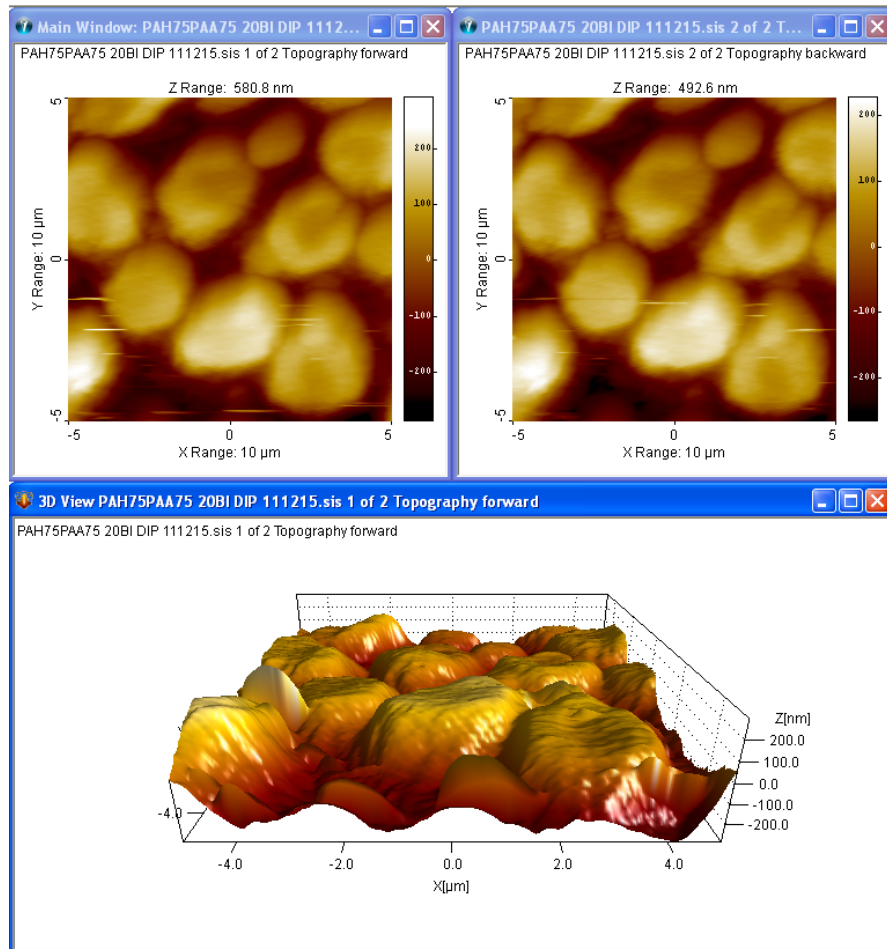 Main Window: PAH75PAA75 20BI DIP 1112...
PAH75PAA75 20BI DIP 111215.sis 1 of 2 Topography forward
Z Range: 580.8 nm
5
Y Range: 10 µm
0
-5
200
100
0
-100
-200
-5
0
5
X Range: 10 µm
PAH75PAA75 20BI DIP 111215.sis 2 of 2 T...
PAH75PAA75 20BI DIP 111215.sis 2 of 2 Topography backward
Z Range: 492.6 nm
5
Y Range: 10 µm
0
-5
200
100
0
-100
-200
-5
0
5
X Range: 10 µm
3D View PAH75PAA75 20BI DIP 111215.sis 1 of 2 Topography forward
PAH75PAA75 20BI DIP 111215.sis 1 of 2 Topography forward
Z[nm]
200.0
100.0
0.0
-100.0
-200.0
-4.0
-4.0
-2.0
0.0
2.0
4.0
X[µm]